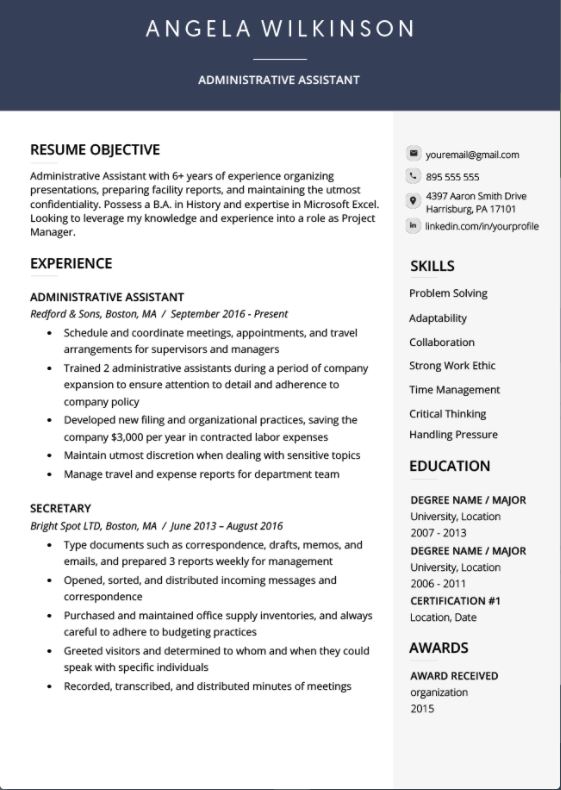 ANGELA WILKINSON
ADMINISTRATIVE ASSISTANT
RESUME OBJECTIVE
Administrative Assistant with 6+ years of experience organizing
presentations, preparing facility reports, and maintaining the utmost
confidentiality. Possess a B.A. in History and expertise in Microsoft Excel.
Looking to leverage my knowledge and experience into a role as Project
Manager.
EXPERIENCE
ADMINISTRATIVE ASSISTANT
Redford & Sons, Boston, MA / September 2016 - Present
• Schedule and coordinate meetings, appointments, and travel
arrangements for supervisors and managers
• Trained 2 administrative assistants during a period of company
expansion to ensure attention to detail and adherence to
company policy
• Developed new filing and organizational practices, saving the
company $3,000 per year in contracted labor expenses
• Maintain utmost discretion when dealing with sensitive topics
• Manage travel and expense reports for department team
SECRETARY
Bright Spot LTD, Boston, MA / June 2013 – August 2016
• Type documents such as correspondence, drafts, memos, and
emails, and prepared 3 reports weekly for management
• Opened, sorted, and distributed incoming messages and
correspondence
• Purchased and maintained office supply inventories, and always
careful to adhere to budgeting practices
• Greeted visitors and determined to whom and when they could
speak with specific individuals
• Recorded, transcribed, and distributed minutes of meetings
youremail@gmail.com
895 555 555
4397 Aaron Smith Drive
Harrisburg, PA 17101
in linkedin.com/in/yourprofile
SKILLS
Problem Solving
Adaptability
Collaboration
Strong Work Ethic
Time Management
Critical Thinking
Handling Pressure
EDUCATION
DEGREE NAME / MAJOR
University, Location
2007 - 2013
DEGREE NAME / MAJOR
University, Location
2006 - 2011
CERTIFICATION #1
Location, Date
AWARDS
AWARD RECEIVED
organization
2015